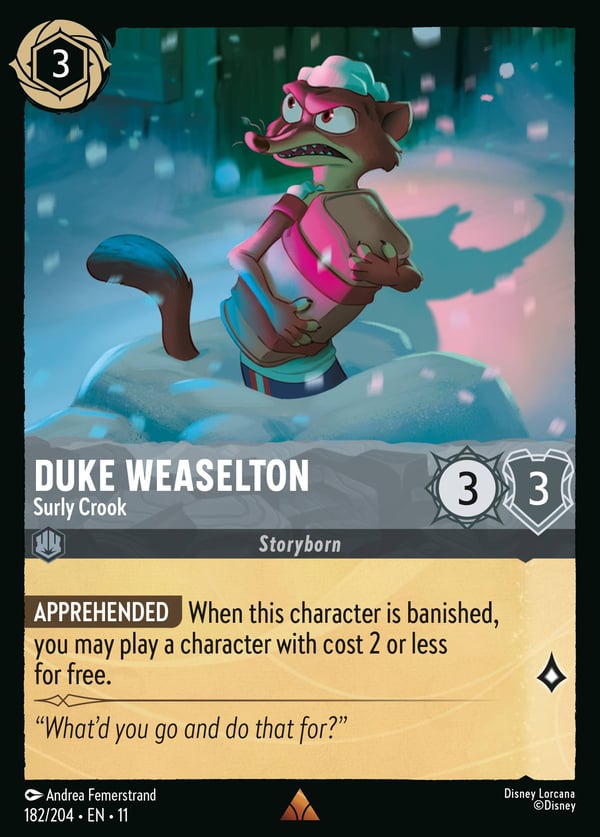 3
DUKE WEASELTON
Surly Crook
3
3
Storyborn
APPREHENDED When this character is banished,
you may play a character with cost 2 or less
for free.
“What’d you go and do that for?”
Andrea Femerstrand
182/204 • EN • 11
Disney Lorcana
©Disney